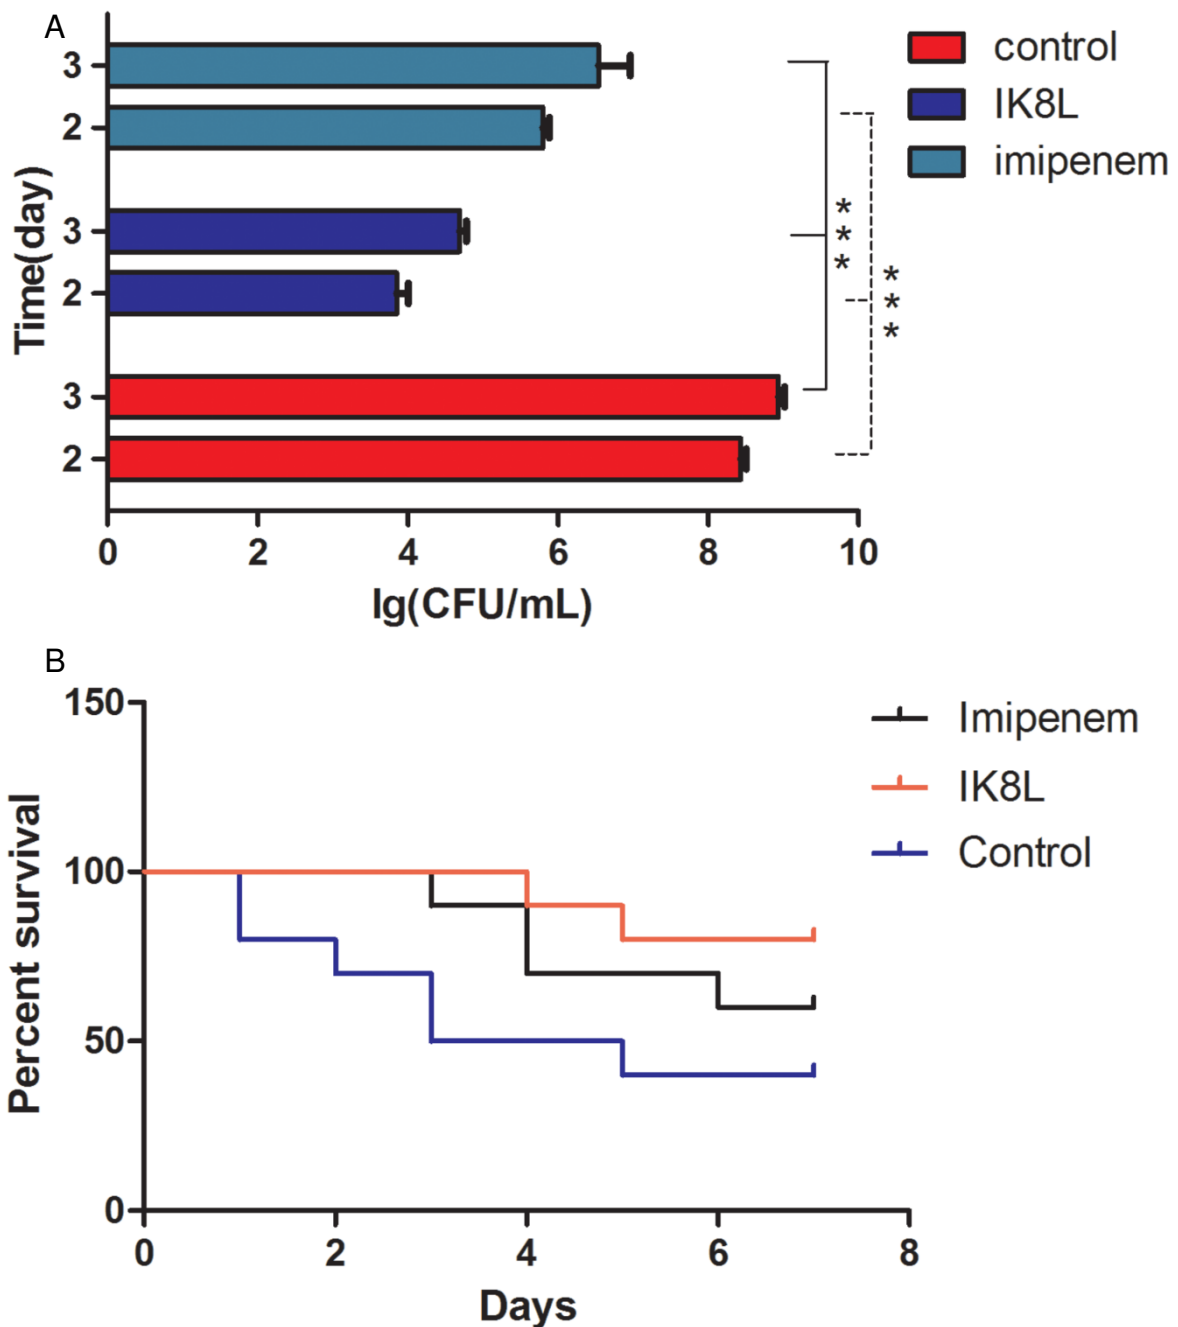 A
control
IK8L
imipenem
Time(day)
3
2
3
2
3
2
***
***
0 2 4 6 8 10
lg(CFU/mL)
B
Imipenem
IK8L
Control
Percent survival
150
100
50
0
0 2 4 6 8
Days